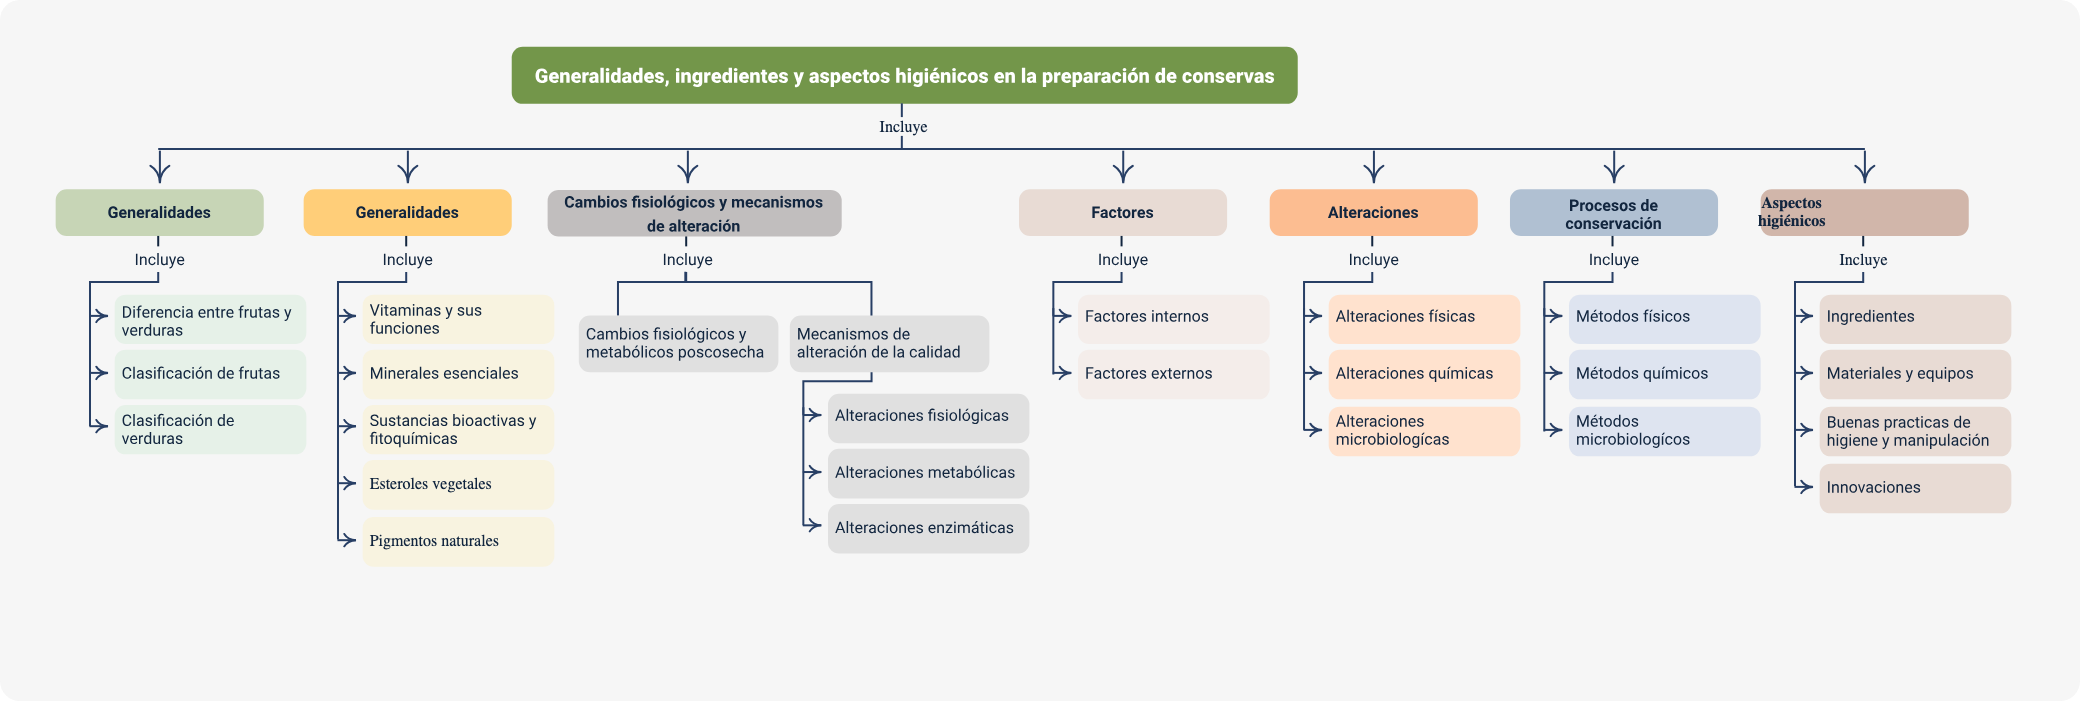 Generalidades, ingredientes y aspectos higiénicos en la preparación de conservas
Incluye
Generalidades
Incluye
Diferencia entre frutas y
verduras
Clasificación de frutas
Clasificación de
verduras
Generalidades
Incluye
Vitaminas y sus
funciones
Minerales esenciales
Sustancias bioactivas y
fitoquímicas
Esteroles vegetales
Pigmentos naturales
Cambios fisiológicos y mecanismos
de alteración
Incluye
Cambios fisiológicos y
metabólicos poscosecha
Mecanismos de
alteración de la calidad
Alteraciones fisiológicas
Alteraciones metabólicas
Alteraciones enzimáticas
Factores
Incluye
Factores internos
Factores externos
Alteraciones
Incluye
Alteraciones físicas
Alteraciones químicas
Alteraciones
microbiologícas
Procesos de
conservación
Incluye
Métodos físicos
Métodos químicos
Métodos
microbiologícos
Aspectos
higiénicos
Incluye
Ingredientes
Materiales y equipos
Buenas practicas de
higiene y manipulación
Innovaciones